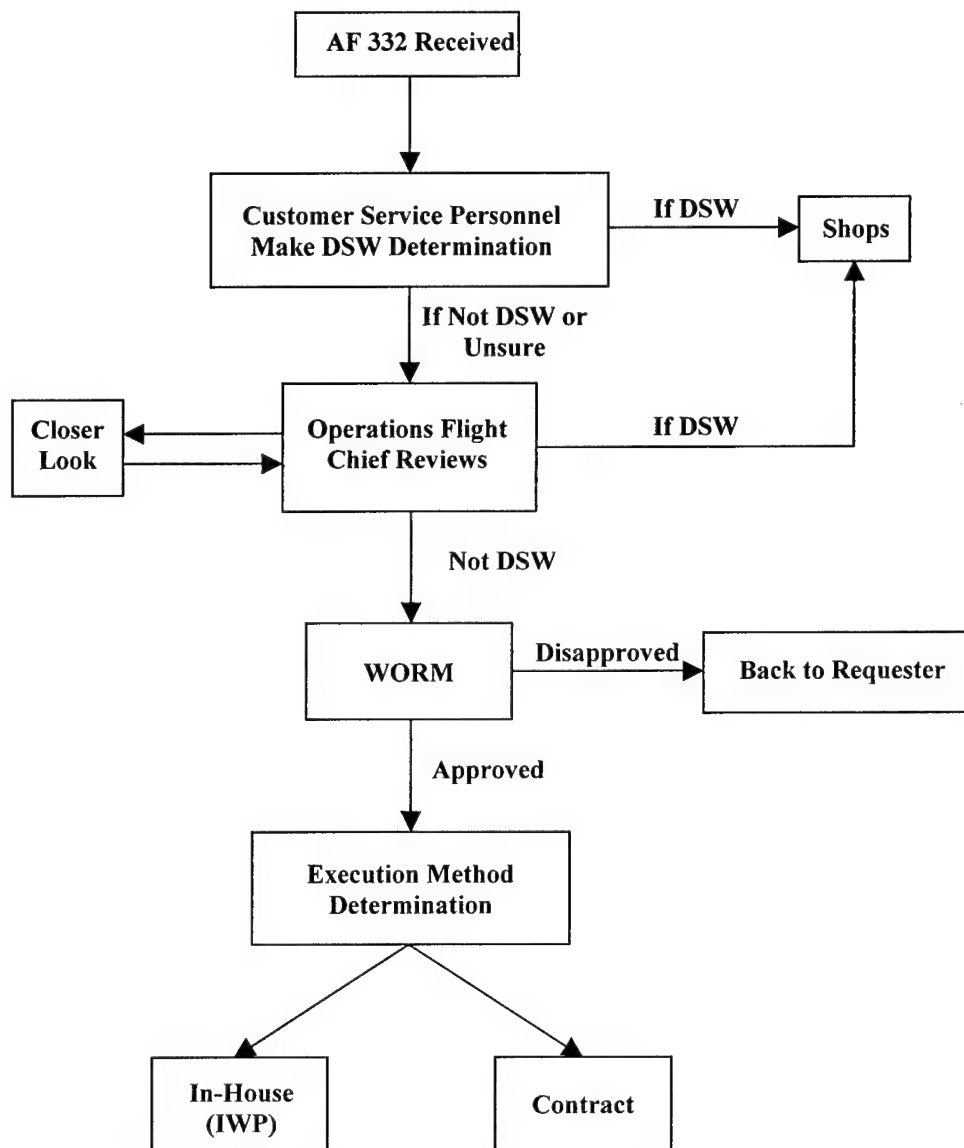 AF 332 Received
Customer Service Personnel
Make DSW Determination
If DSW
Shops
If Not DSW or
Unsure
Closer
Look
Operations Flight
Chief Reviews
If DSW
Not DSW
WORM
Disapproved
Back to Requester
Approved
Execution Method
Determination
In-House
(IWP)
Contract